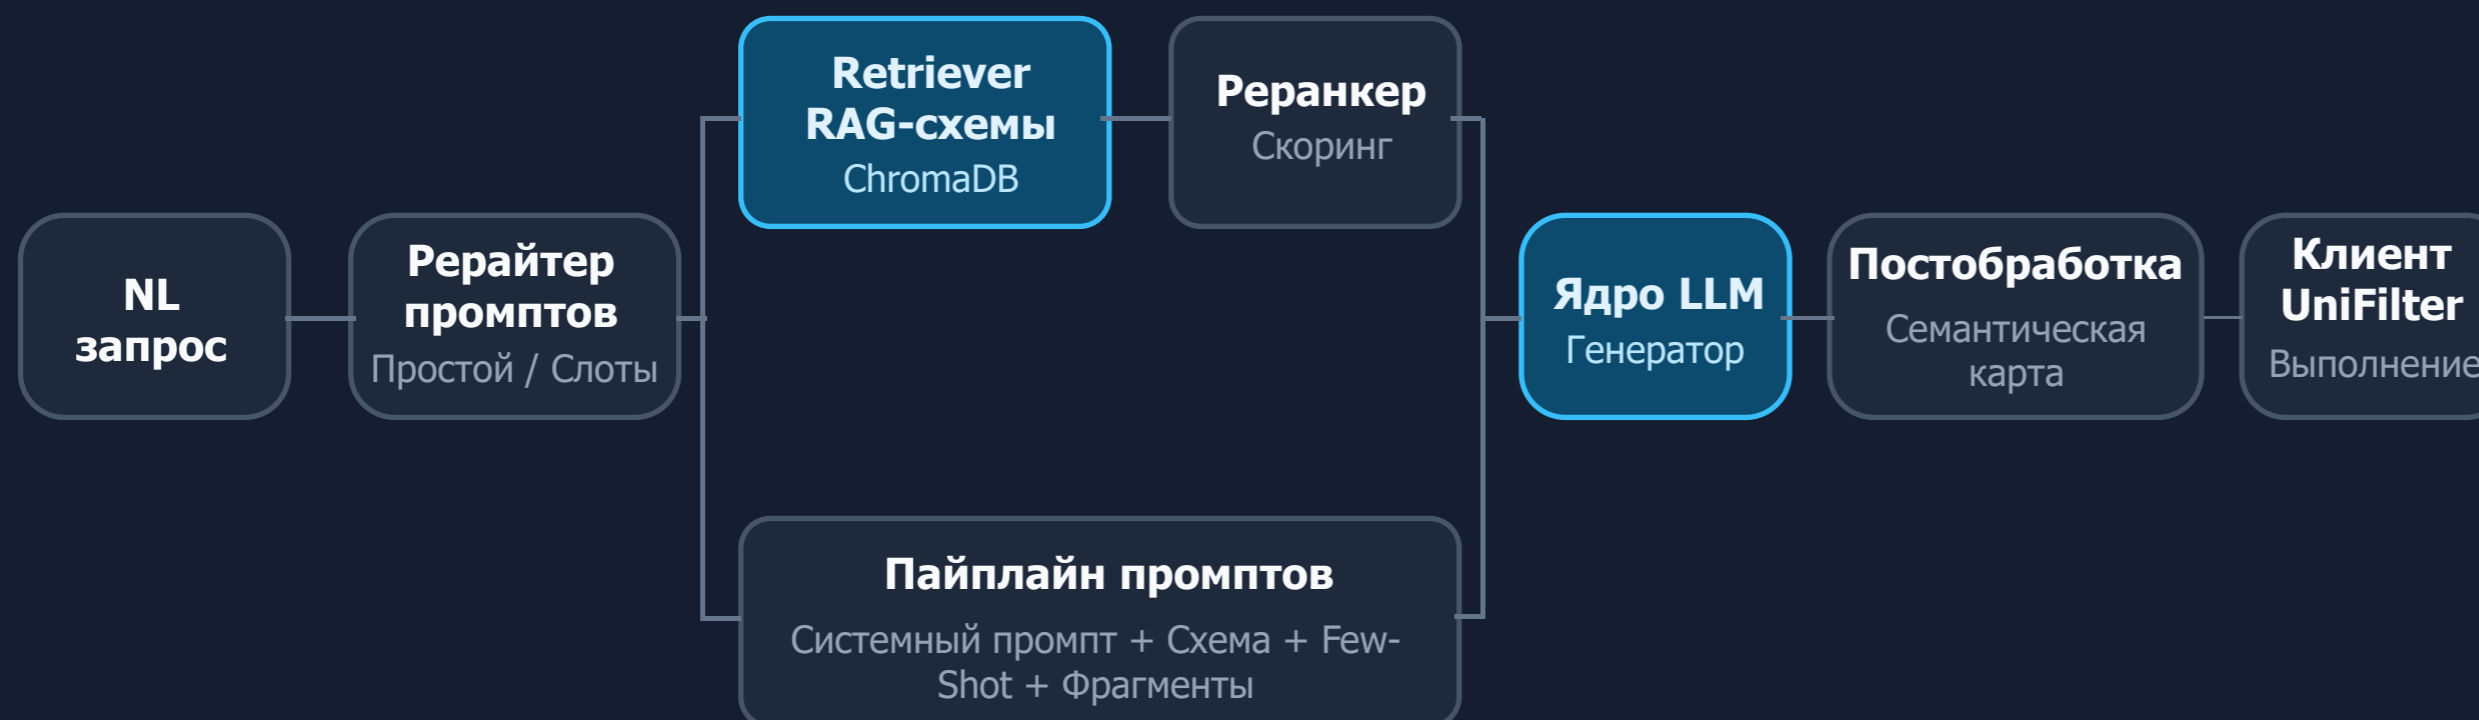 NL
запрос
Рерайтер
промптов
Простой / Слоты
Retriever
RAG-схемы
ChromaDB
Реранкер
Скоринг
Пайплайн промптов
Системный промпт + Схема + Few-
Shot + Фрагменты
Ядро LLM
Генератор
Постобработка
Семантическая
карта
Клиент
UniFilter
Выполнение